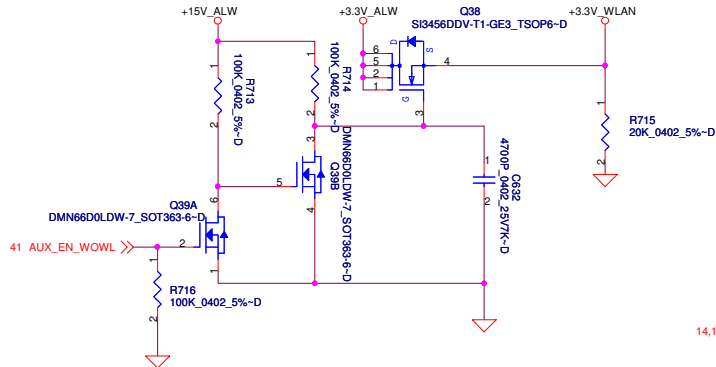 +15V_ALW
+3.3V_ALW
Q38
SI3456DDV-T1-GE3_TSOP6~D
+3.3V_WLAN
D
S
G
6
5
2
1
4
3
1
R713
100K_0402_5%~D
2
1
R714
100K_0402_5%~D
2
1
R715
20K_0402_5%~D
2
3
DMN66D0LDW-7_SOT363-6~D
Q39B
5
4
1
C632
4700P_0402_25V7K~D
2
Q39A
DMN66D0LDW-7_SOT363-6~D
6
41 AUX_EN_WOWL
2
1
1
R716
100K_0402_5%~D
2
14,1